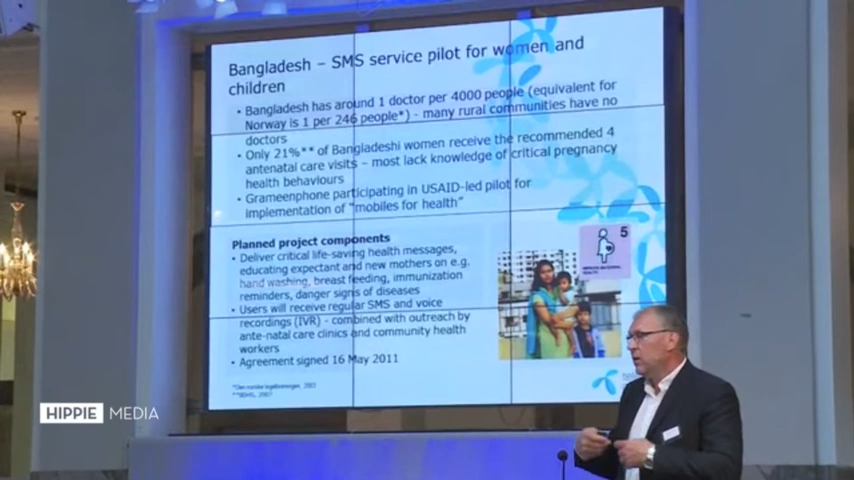 Bangladesh – SMS service pilot for women and
children
• Bangladesh has around 1 doctor per 4000 people (equivalent for
Norway is 1 per 246 people*) - many rural communities have no
doctors
• Only 21%** of Bangladeshi women receive the recommended 4
antenatal care visits – most lack knowledge of critical pregnancy
health behaviours
• Grameenphone participating in USAID-led pilot for
implementation of "mobiles for health"
Planned project components
• Deliver critical life-saving health messages,
educating expectant and new mothers on e.g.
hand washing, breast feeding, immunization
reminders, danger signs of diseases
• Users will receive regular SMS and voice
recordings (IVR) - combined with outreach by
ante-natal care clinics and community health
workers
• Agreement signed 16 May 2011
5
IMPROVE MATERNAL
HEALTH
HIPPIE MEDIA